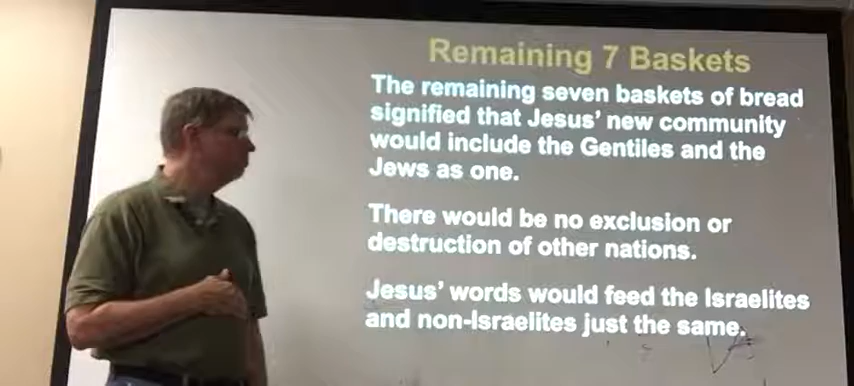 Remaining 7 Baskets
The remaining seven baskets of bread
signified that Jesus' new community
would include the Gentiles and the
Jews as one.
There would be no exclusion or
destruction of other nations.
Jesus' words would feed the Israelites
and non-Israelites just the same.